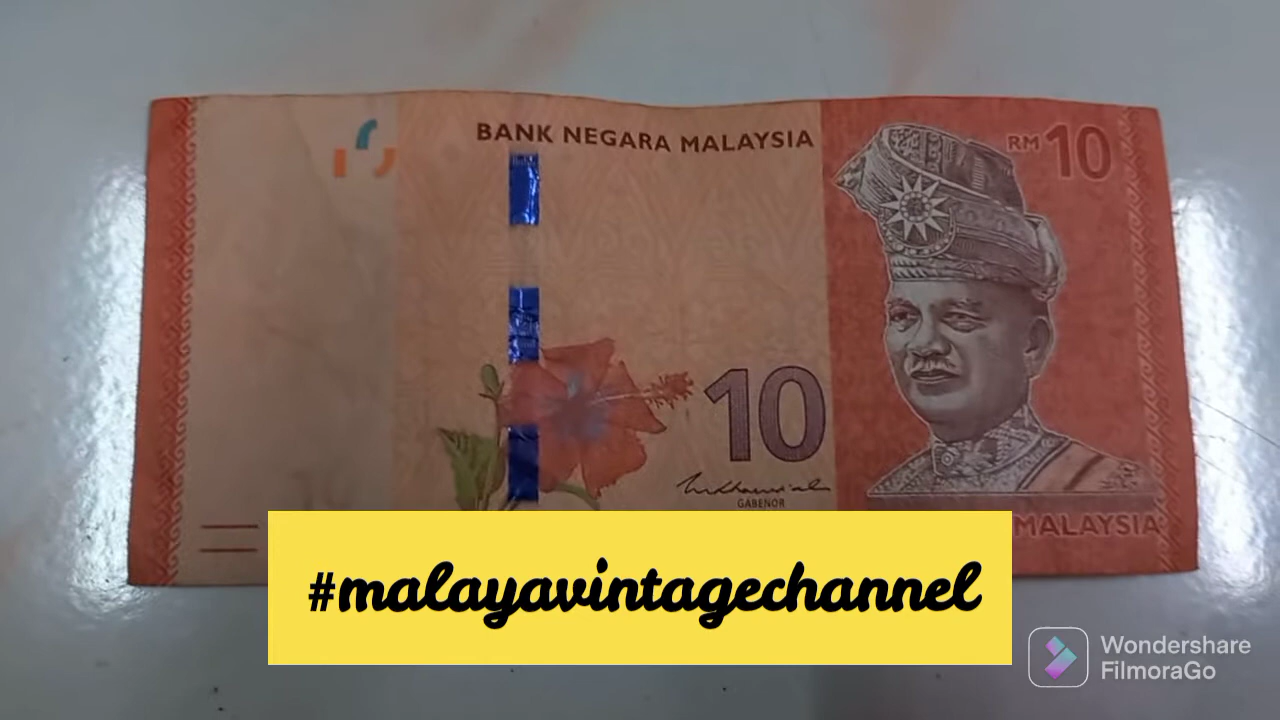 BANK NEGARA MALAYSIA
RM 10
10
GABENOR
MALAYSIA
#malayavintagechannel
Wondershare
FilmoraGo